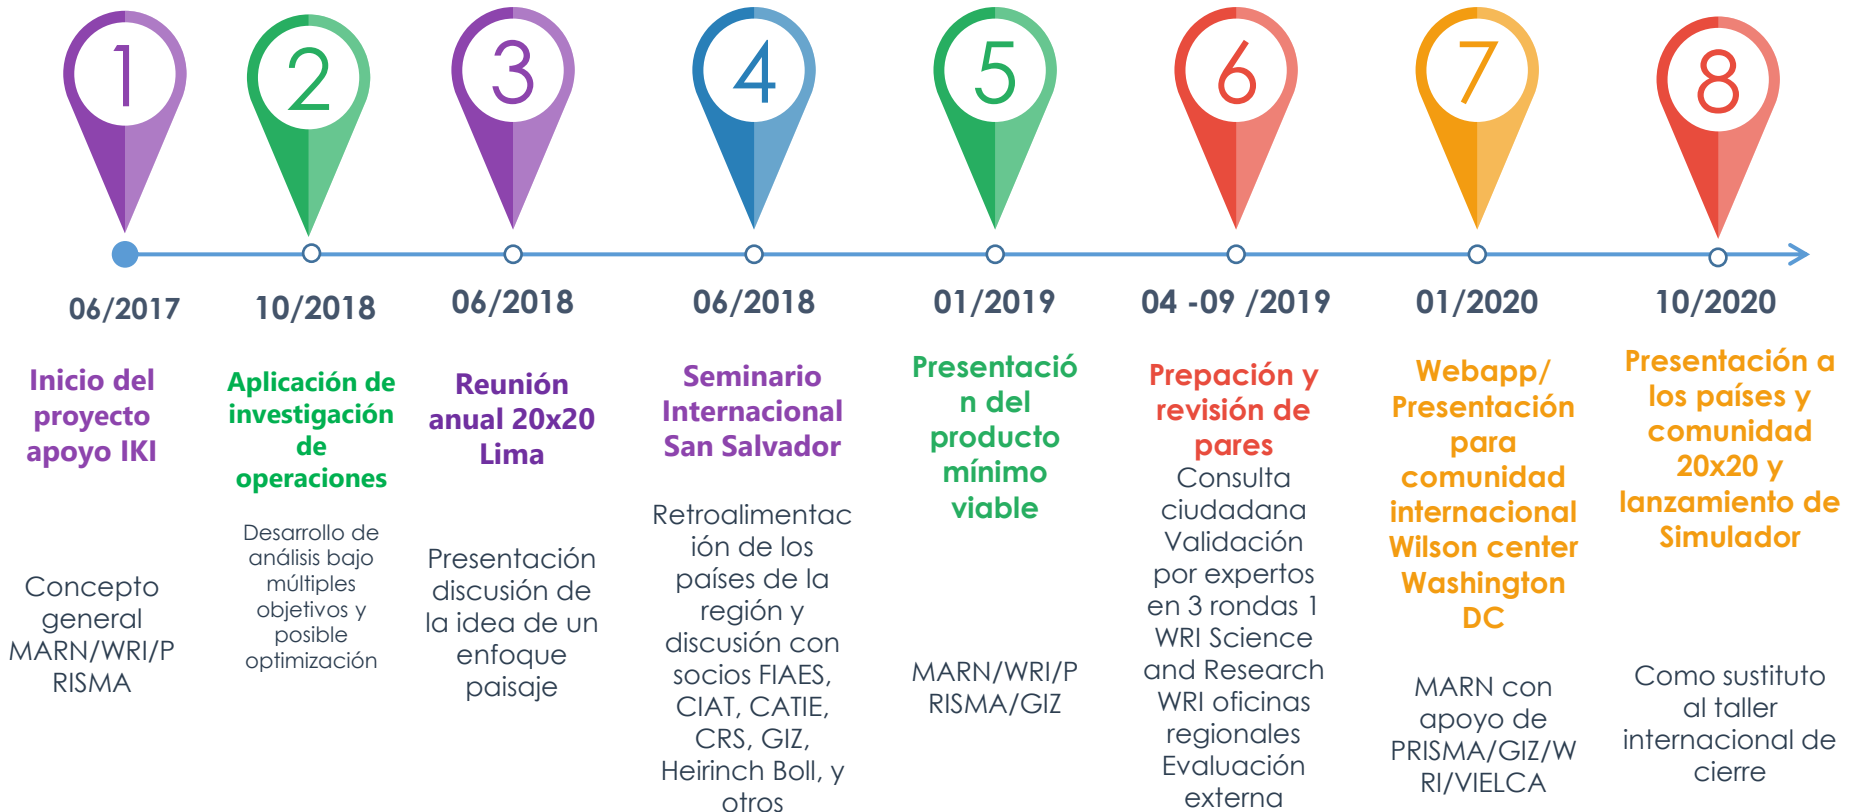 1
06/2017
Inicio del
proyecto
apoyo IKI
Concepto
general
MARN/WRI/P
RISMA
2
10/2018
Aplicación de
investigación
de
operaciones
Desarrollo de
análisis bajo
múltiples
objetivos y
posible
optimización
3
06/2018
Reunión
anual 20x20
Lima
Presentación
discusión de
la idea de un
enfoque
paisaje
4
06/2018
Seminario
Internacional
San Salvador
Retroalimentac
ión de los
países de la
región y
discusión con
socios FIAES,
CIAT, CATIE,
CRS, GIZ,
Heirinch Boll, y
otros
5
01/2019
Presentació
n del
producto
mínimo
viable
MARN/WRI/P
RISMA/GIZ
6
04 -09 /2019
Prepación y
revisión de
pares
Consulta
ciudadana
Validación
por expertos
en 3 rondas 1
WRI Science
and Research
WRI oficinas
regionales
Evaluación
externa
7
01/2020
Webapp/
Presentación
para
comunidad
internacional
Wilson center
Washington
DC
MARN con
apoyo de
PRISMA/GIZ/W
RI/VIELCA
8
10/2020
Presentación a
los países y
comunidad
20x20 y
lanzamiento de
Simulador
Como sustituto
al taller
internacional de
cierre